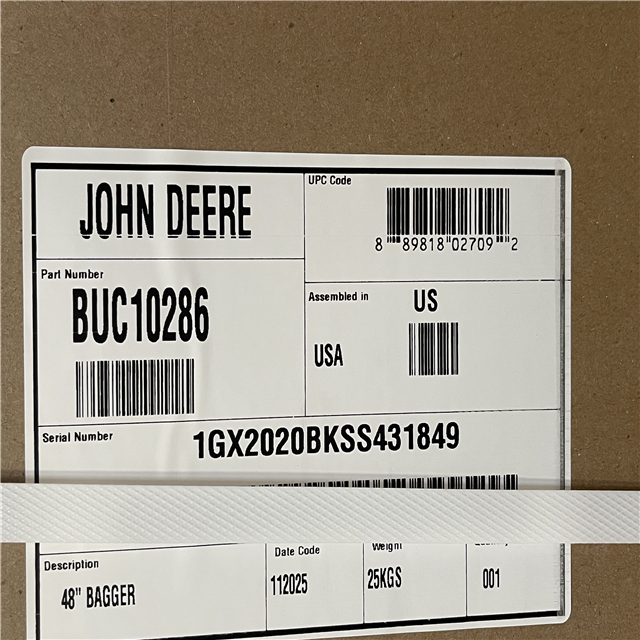 JOHN DEERE
UPC Code
8 89818 02709 2
Part Number
BUC10286
Assembled in
US
USA
Serial Number
1GX2020BKSS431849
Description
48" BAGGER
Date Code
112025
Weight
25KGS
001